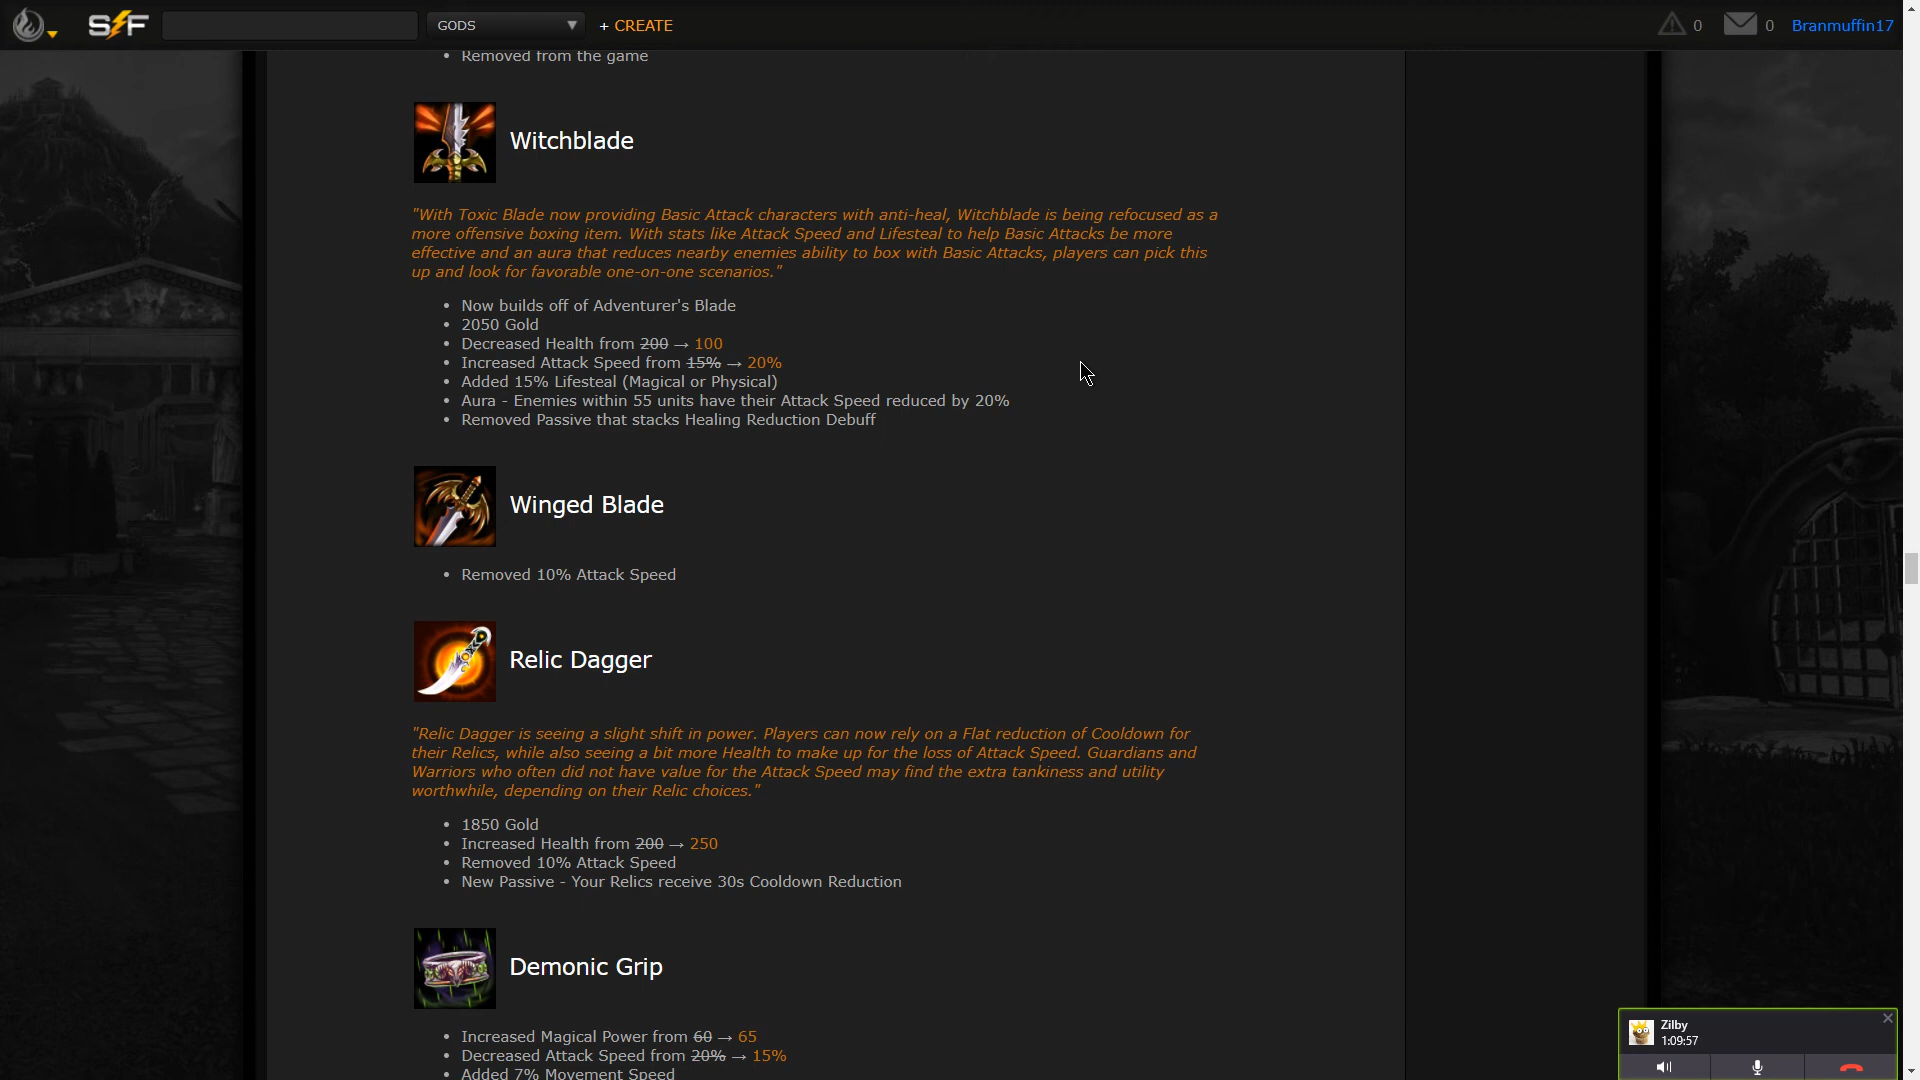 SF
GODS
+ CREATE
0
0
Branmuffin17
• Removed from the game
Witchblade
"With Toxic Blade now providing Basic Attack characters with anti-heal, Witchblade is being refocused as a
more offensive boxing item. With stats like Attack Speed and Lifesteal to help Basic Attacks be more
effective and an aura that reduces nearby enemies ability to box with Basic Attacks, players can pick this
up and look for favorable one-on-one scenarios."
• Now builds off of Adventurer's Blade
• 2050 Gold
• Decreased Health from 200 → 100
• Increased Attack Speed from 15% → 20%
• Added 15% Lifesteal (Magical or Physical)
• Aura - Enemies within 55 units have their Attack Speed reduced by 20%
• Removed Passive that stacks Healing Reduction Debuff
Winged Blade
• Removed 10% Attack Speed
Relic Dagger
"Relic Dagger is seeing a slight shift in power. Players can now rely on a Flat reduction of Cooldown for
their Relics, while also seeing a bit more Health to make up for the loss of Attack Speed. Guardians and
Warriors who often did not have value for the Attack Speed may find the extra tankiness and utility
worthwhile, depending on their Relic choices."
• 1850 Gold
• Increased Health from 200 → 250
• Removed 10% Attack Speed
• New Passive - Your Relics receive 30s Cooldown Reduction
Demonic Grip
• Increased Magical Power from 60 → 65
• Decreased Attack Speed from 20% → 15%
• Added 7% Movement Speed
Zilby
1:09:57